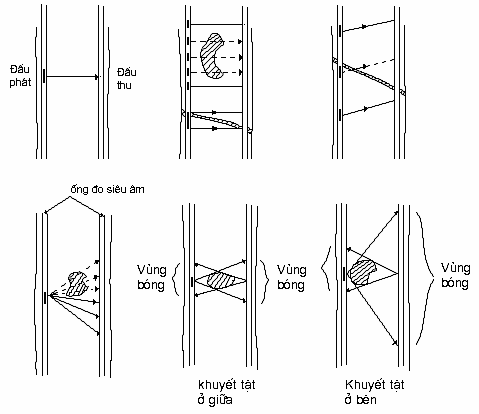 Đầu
phát
Đầu
thu
ống đo siêu âm
Vùng
bóng
Vùng
bóng
Vùng
bóng
khuyết tật
ở giữa
Khuyết tật
ở bên